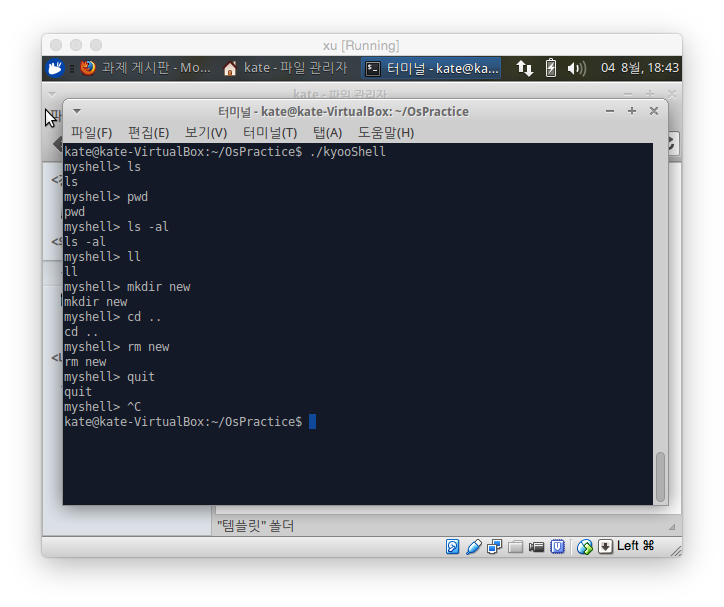 xu [Running]
과제 게시판 - Mo... kate - 파일 관리자 터미널 - kate@ka... 04 8월, 18:43
kate - 파일 관리자
터미널 - kate@kate-VirtualBox: ~/OsPractice
파일(F) 편집(E) 보기(V) 터미널(T) 탭(A) 도움말(H)
kate@kate-VirtualBox:~/OsPractice$ ./kyooShell
myshell> ls
ls
myshell> pwd
pwd
myshell> ls -al
ls -al
myshell> ll
ll
myshell> mkdir new
mkdir new
myshell> cd ..
cd ..
myshell> rm new
rm new
myshell> quit
quit
myshell> ^C
kate@kate-VirtualBox:~/OsPractice$
"템플릿" 폴더
Left ⌘